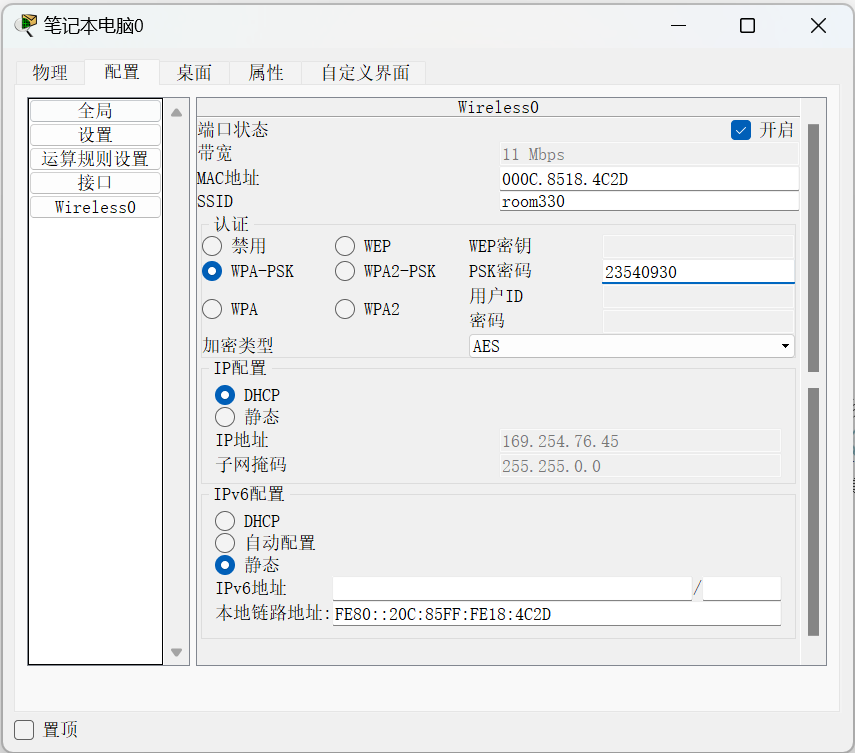 笔记本电脑0
物理 配置 桌面 属性 自定义界面
全局
设置
运算规则设置
接口
Wireless0
Wireless0
端口状态 开启
带宽 11 Mbps
MAC地址 000C.8518.4C2D
SSID room330
认证
禁用 WEP WEP密钥
WPA-PSK WPA2-PSK PSK密码 23540930
用户ID
WPA WPA2
密码
加密类型 AES
IP配置
DHCP
静态
IP地址 169.254.76.45
子网掩码 255.255.0.0
IPv6配置
DHCP
自动配置
静态
IPv6地址 /
本地链路地址: FE80::20C:85FF:FE18:4C2D
置顶